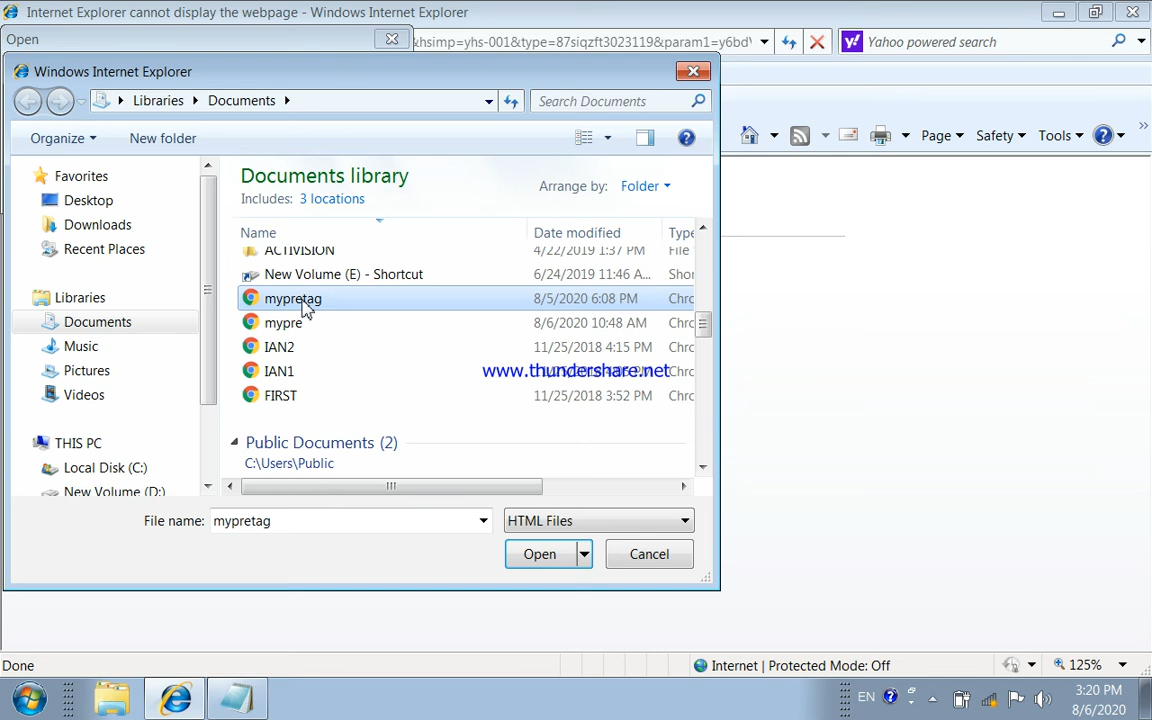 Internet Explorer cannot display the webpage - Windows Internet Explorer
Open
&hsimp=yhs-001&type=87siqzft3023119&param1=y6bd
Yahoo powered search
Windows Internet Explorer
Libraries Documents
Search Documents
Organize
New folder
Page Safety Tools
Favorites
Desktop
Downloads
Recent Places
Libraries
Documents
Music
Pictures
Videos
THIS PC
Local Disk (C:)
New Volume (D:)
Documents library
Includes: 3 locations
Arrange by: Folder
Name Date modified Type
ACTIVISION 4/22/2019 1:37 PM File
New Volume (E) - Shortcut 6/24/2019 11:46 A... Shor
mypretag 8/5/2020 6:08 PM Chrc
mypre 8/6/2020 10:48 AM Chrc
IAN2 11/25/2018 4:15 PM Chrc
IAN1 Chrc
www.thundershare.net
FIRST 11/25/2018 3:52 PM Chrc
Public Documents (2)
C:\Users\Public
File name: mypretag
HTML Files
Open
Cancel
Done
Internet | Protected Mode: Off
125%
EN
3:20 PM
8/6/2020